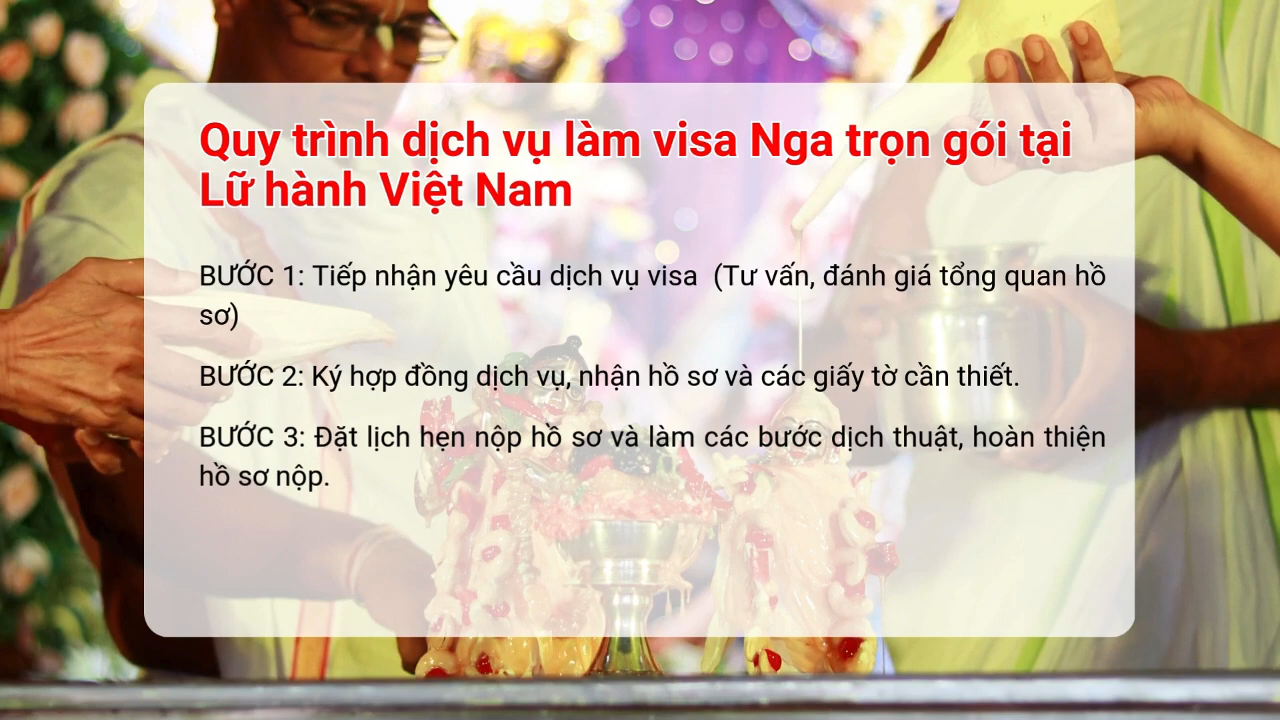 Quy trình dịch vụ làm visa Nga trọn gói tại
Lữ hành Việt Nam
BƯỚC 1: Tiếp nhận yêu cầu dịch vụ visa  (Tư vấn, đánh giá tổng quan hồ
sơ)
BƯỚC 2: Ký hợp đồng dịch vụ, nhận hồ sơ và các giấy tờ cần thiết.
BƯỚC 3: Đặt lịch hẹn nộp hồ sơ và làm các bước dịch thuật, hoàn thiện
hồ sơ nộp.